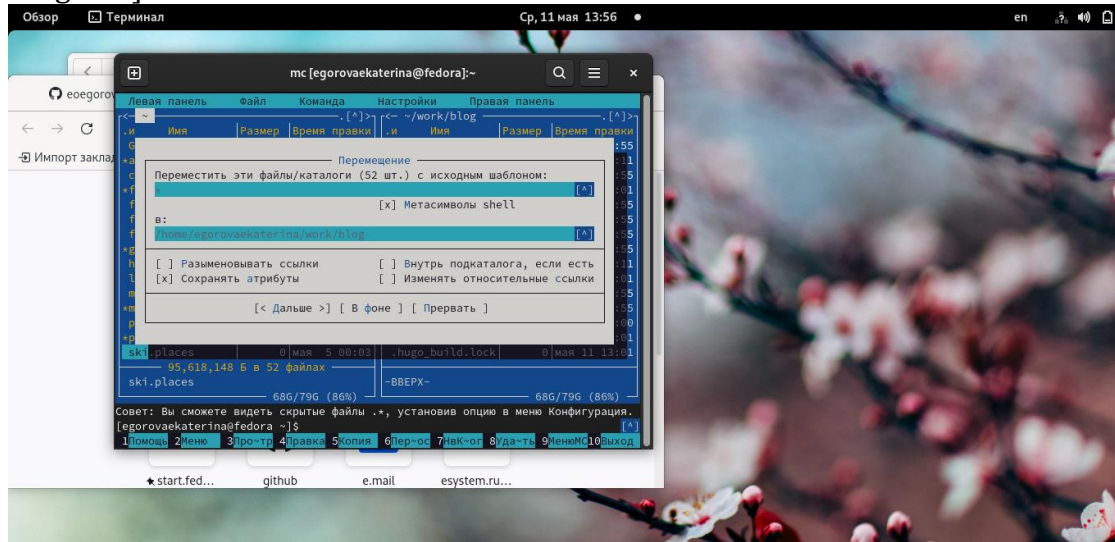 Обзор Терминал Ср, 11 мая 13:56 en
mc [egorovaekaterina@fedora]:~
eoegorov
Импорт заклад
Левая панель Файл Команда Настройки Правая панель
<- ~ .[^]> <- ~/work/blog .[^]>
.и Имя Размер Время правки .и Имя Размер Время правки
Перемещение
Переместить эти файлы/каталоги (52 шт.) с исходным шаблоном:
* [^]
[x] Метасимволы shell
в:
/home/egorovaekaterina/work/blog [^]
[ ] Разыменовывать ссылки [ ] Внутрь подкаталога, если есть
[x] Сохранять атрибуты [ ] Изменять относительные ссылки
[< Дальше >] [ В фоне ] [ Прервать ]
ski.places 0 мая 5 00:03 .hugo_build.lock 0 мая 11 13:01
95,618,148 Б в 52 файлах
ski.places -ВВЕРХ-
68G/79G (86%) 68G/79G (86%)
Совет: Вы сможете видеть скрытые файлы .*, установив опцию в меню Конфигурация.
[egorovaekaterina@fedora ~]$ [^]
1Помощь 2Меню 3Про~тр 4Правка 5Копия 6Пер~ос 7НвК~ог 8Уда~ть 9МенюMC 10Выход
start.fed... github e.mail esystem.ru...